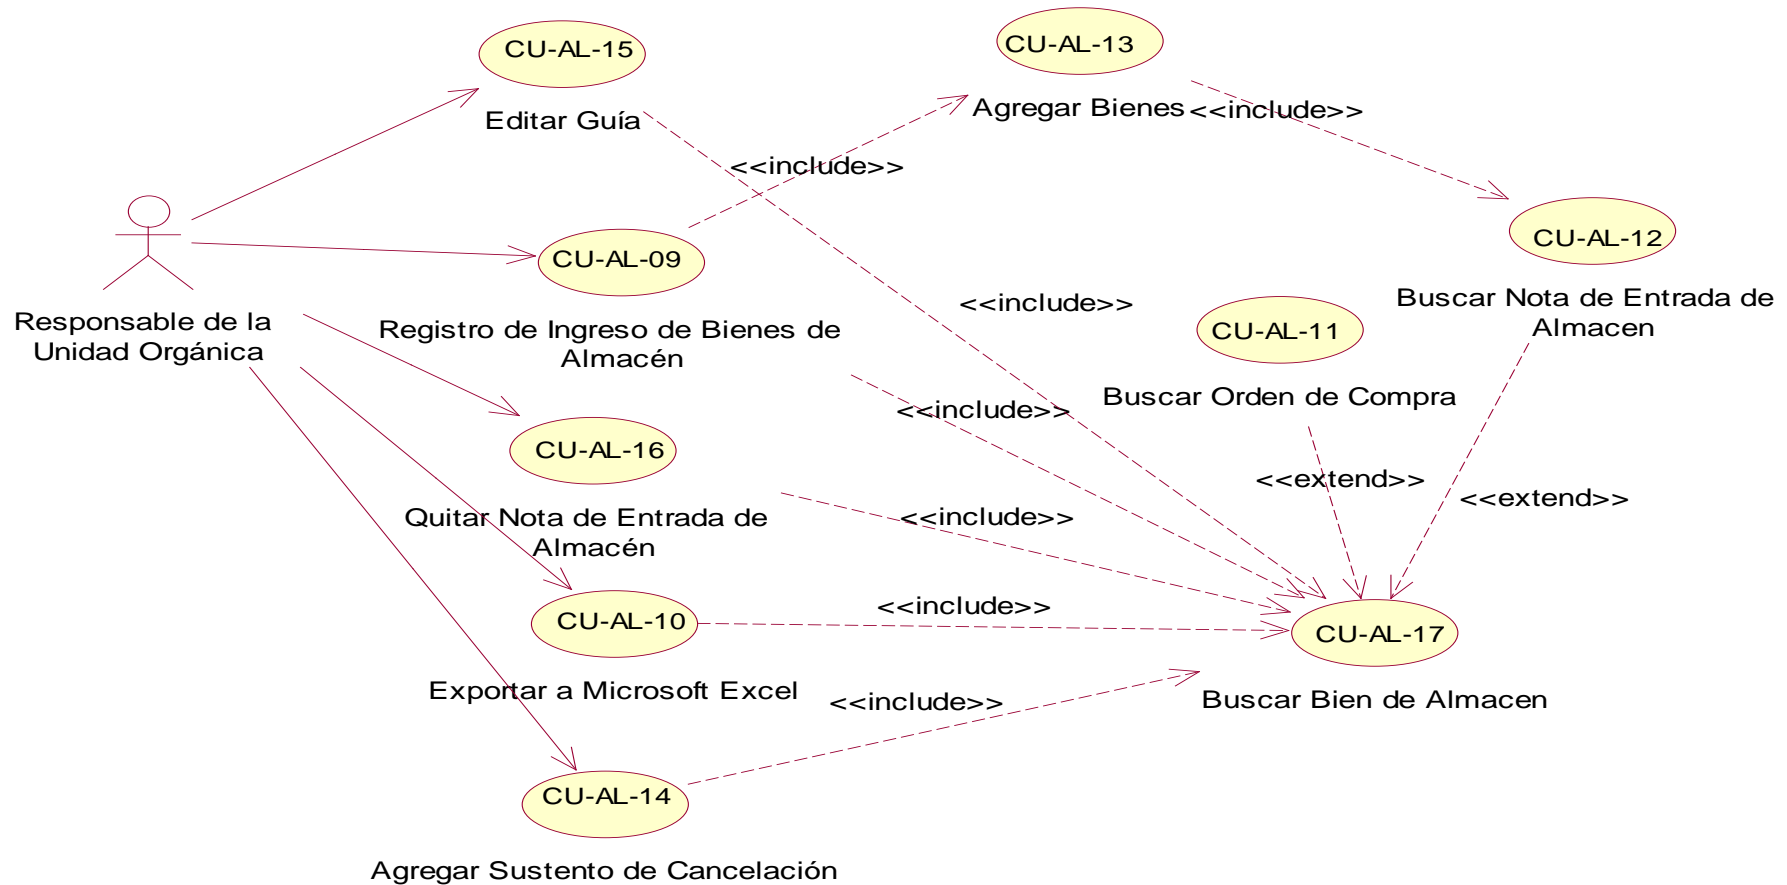 CU-AL-15
Editar Guía
CU-AL-13
Agregar Bienes
<<include>>
<<include>>
CU-AL-12
Buscar Nota de Entrada de
Almacen
CU-AL-09
Registro de Ingreso de Bienes de
Almacén
Responsable de la
Unidad Orgánica
<<include>>
CU-AL-11
Buscar Orden de Compra
<<include>>
CU-AL-16
Quitar Nota de Entrada de
Almacén
<<include>>
<<extend>>
<<extend>>
CU-AL-10
Exportar a Microsoft Excel
<<include>>
CU-AL-17
Buscar Bien de Almacen
<<include>>
CU-AL-14
Agregar Sustento de Cancelación